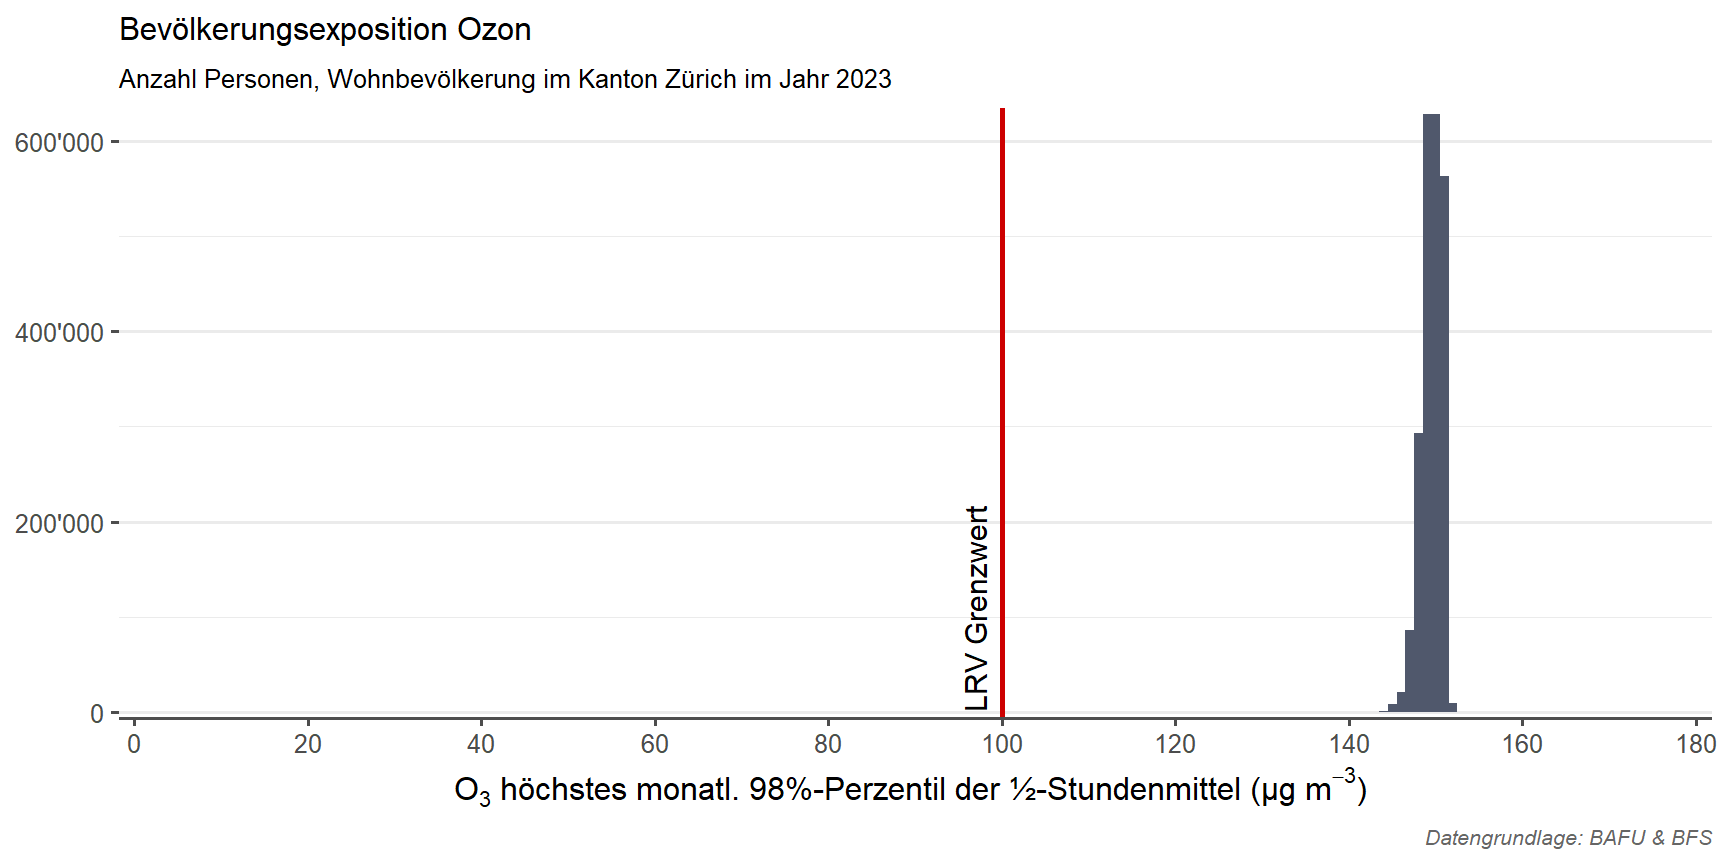 Bevölkerungsexposition Ozon
Anzahl Personen, Wohnbevölkerung im Kanton Zürich im Jahr 2023
600'000
400'000
200'000
0
LRV Grenzwert
0 20 40 60 80 100 120 140 160 180
O₃ höchstes monatl. 98%-Perzentil der ½-Stundenmittel (µg m⁻³)
Datengrundlage: BAFU & BFS